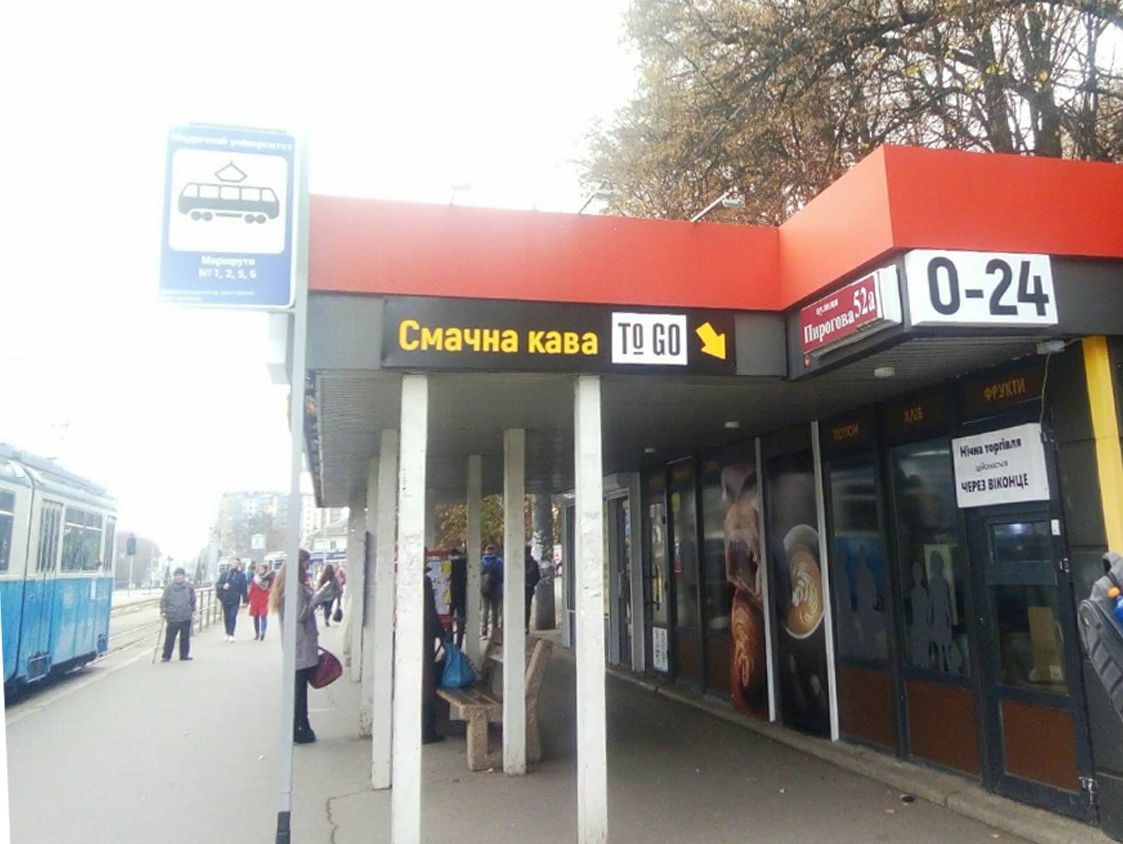 Медичний університет
Маршрути
№ 1, 2, 5, 6
Смачна кава TO GO
вулиця
Пирогова 52а
0-24
ТЮТЮН
ХЛІБ
ФРУКТИ
Нічна торгівля
здійснюється
ЧЕРЕЗ ВІКОНЦЕ